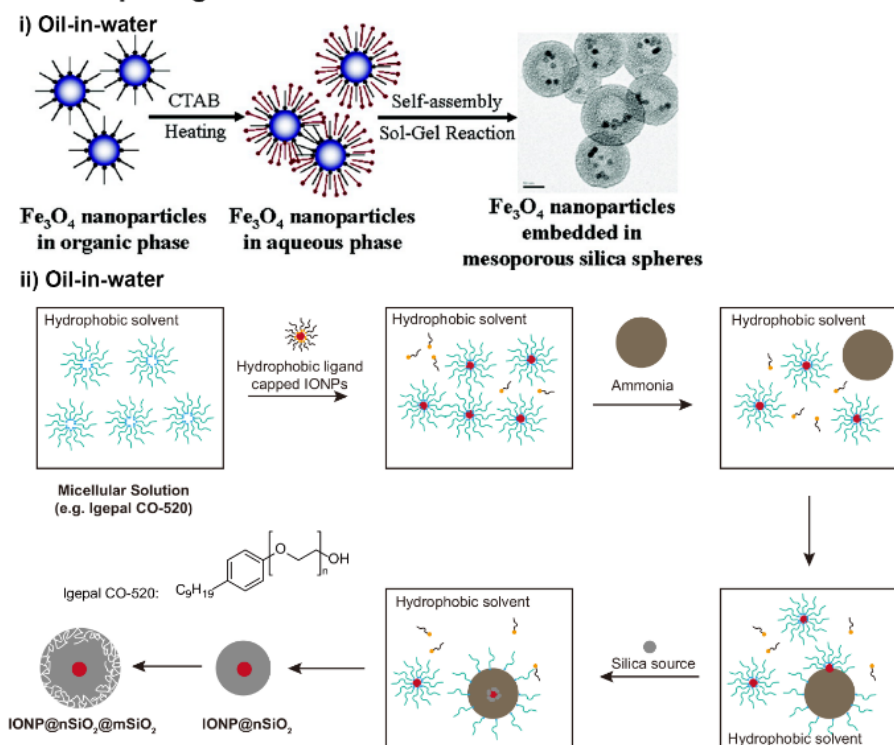 i) Oil-in-water
CTAB
Heating
Self-assembly
Sol-Gel Reaction
Fe₃O₄ nanoparticles
in organic phase
Fe₃O₄ nanoparticles
in aqueous phase
Fe₃O₄ nanoparticles
embedded in
mesoporous silica spheres
ii) Oil-in-water
Hydrophobic solvent
Hydrophobic ligand
capped IONPs
Hydrophobic solvent
Ammonia
Hydrophobic solvent
Micellular Solution
(e.g. Igepal CO-520)
Igepal CO-520:
C₉H₁₉
O
n
OH
Hydrophobic solvent
Silica source
Hydrophobic solvent
IONP@nSiO₂@mSiO₂
IONP@nSiO₂